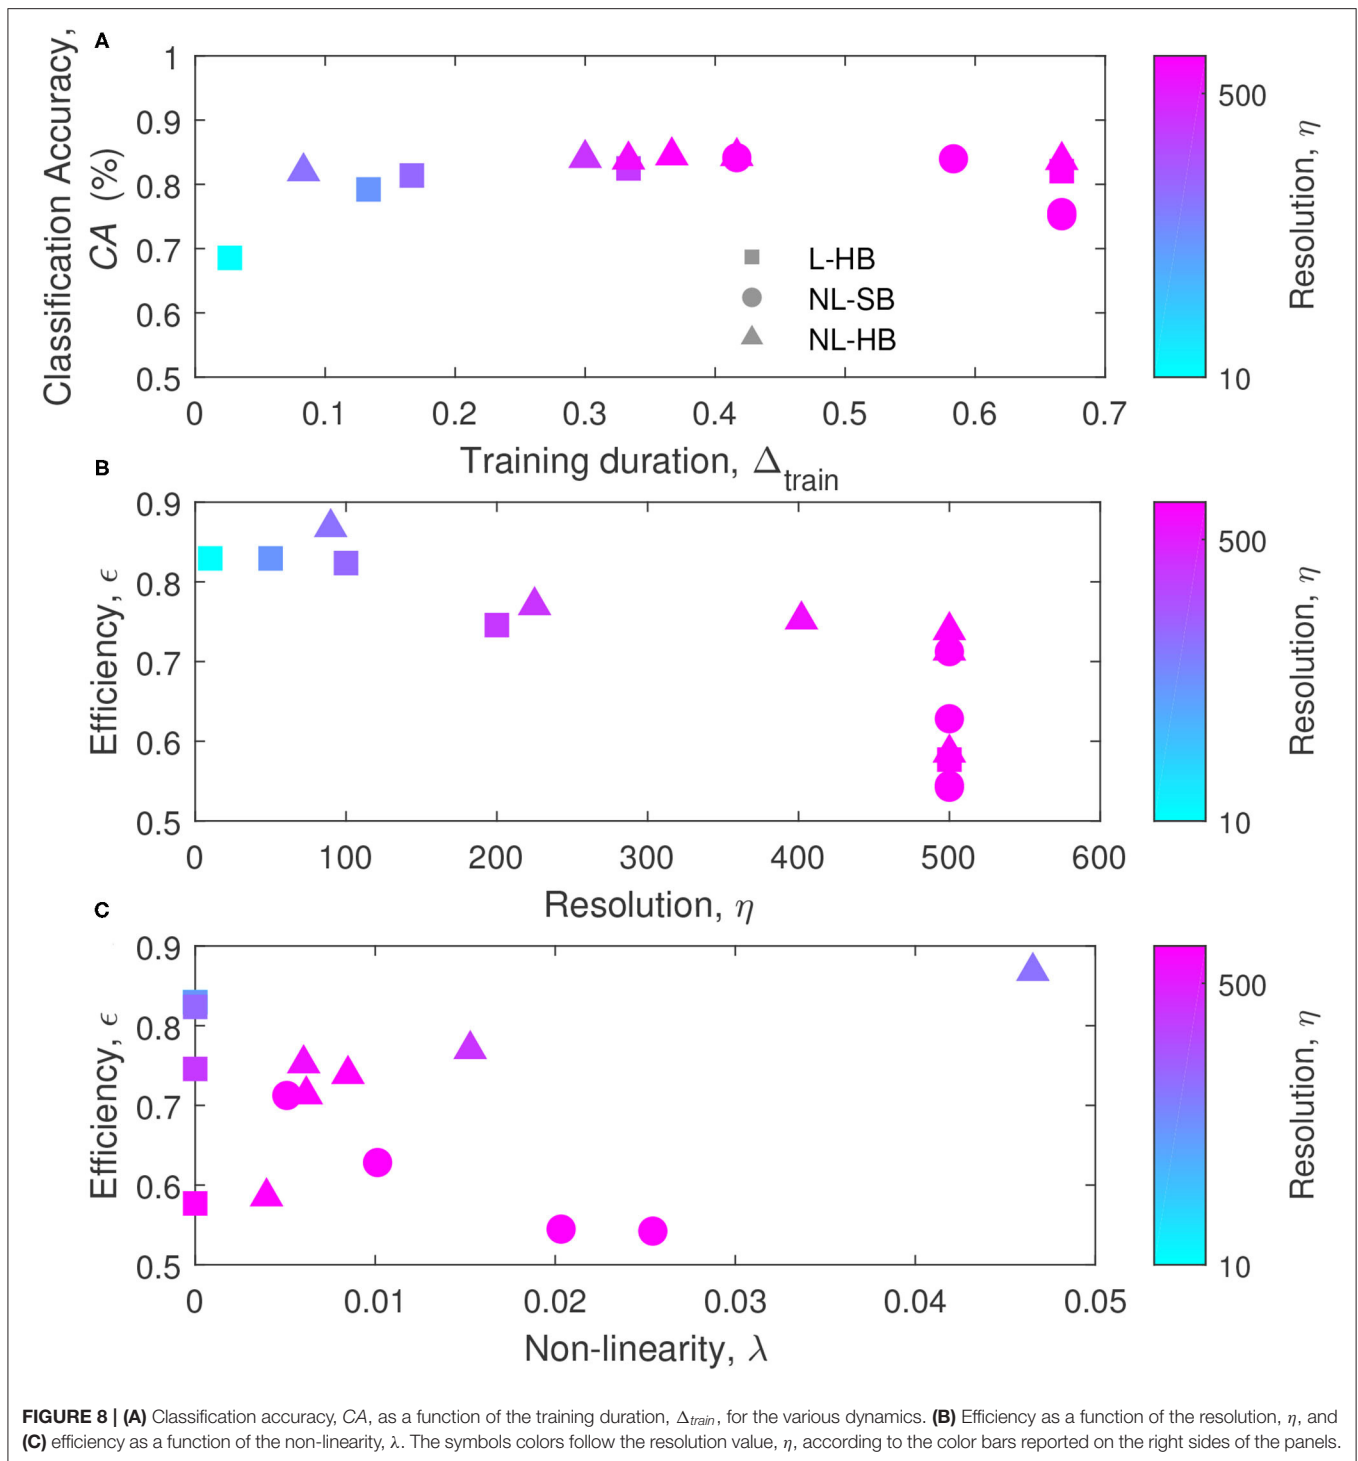 A
Classification Accuracy,
CA (%)
1
0.9
0.8
0.7
0.6
0.5
L-HB
NL-SB
NL-HB
0 0.1 0.2 0.3 0.4 0.5 0.6 0.7
Training duration, Δtrain
500
10
Resolution, η
B
Efficiency, ϵ
0.9
0.8
0.7
0.6
0.5
0 100 200 300 400 500 600
Resolution, η
500
10
Resolution, η
C
Efficiency, ϵ
0.9
0.8
0.7
0.6
0.5
0 0.01 0.02 0.03 0.04 0.05
Non-linearity, λ
500
10
Resolution, η
FIGURE 8 | (A) Classification accuracy, CA, as a function of the training duration, Δtrain, for the various dynamics. (B) Efficiency as a function of the resolution, η, and
(C) efficiency as a function of the non-linearity, λ. The symbols colors follow the resolution value, η, according to the color bars reported on the right sides of the panels.